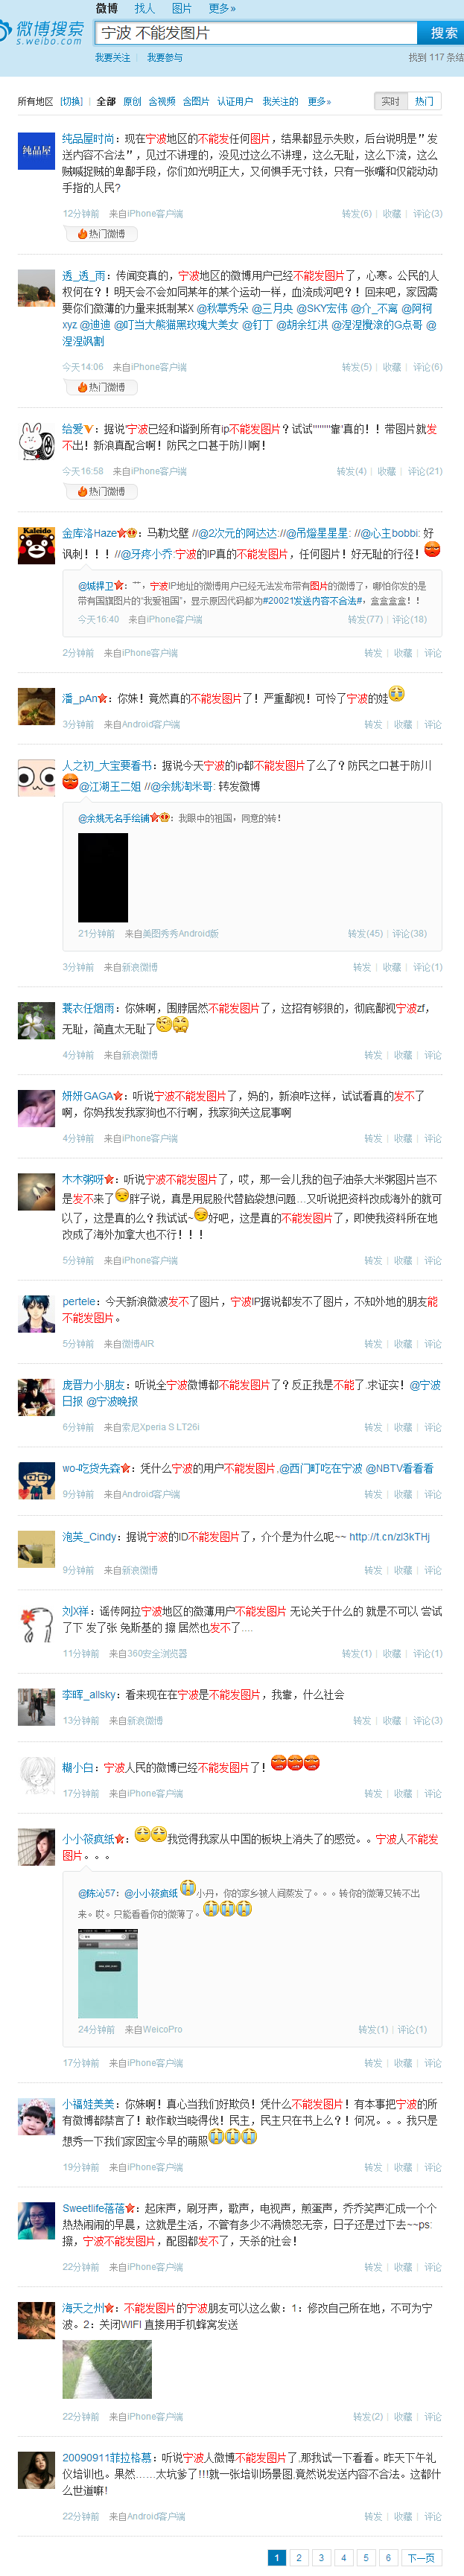 微博 找人 图片 更多»
微博搜索
s.weibo.com
宁波 不能发图片
搜索
我要关注 | 我要参与
找到 117 条结
所有地区 [切换] | 全部 原创 含视频 含图片 认证用户 我关注的 更多»
实时 热门
纯品屋时尚：现在宁波地区的不能发任何图片，结果都显示失败，后台说明是”发
送内容不合法”，见过不讲理的，没见过这么不讲理，这么无耻，这么下流，这么
贼喊捉贼的卑鄙手段，你们如光明正大，又何惧手无寸铁，只有一张嘴和仅能动动
手指的人民?
12分钟前 来自iPhone客户端
转发(6) | 收藏 | 评论(3)
热门微博
透_透_雨：传闻变真的，宁波地区的微博用户已经不能发图片了，心寒。公民的人
权何在？！明天会不会如同某年的某个运动一样，血流成河吧？！回来吧，家园需
要你们微薄的力量来抵制某X @秋摹秀朵 @三月央 @SKY宏伟 @介_不离 @阿柯
xyz @迪迪 @叮当大熊猫黑玫瑰大美女 @钉丁 @胡余红洪 @涅涅攪滚的G点哥 @
涅涅飒割
今天14:06 来自iPhone客户端
转发(5) | 收藏 | 评论(6)
热门微博
给爱：据说'宁波已经和谐到所有ip不能发图片？试试''''''''靠'真的！！带图片就发
不出！新浪真配合啊！防民之口甚于防川啊！
今天16:58 来自iPhone客户端
转发(4) | 收藏 | 评论(21)
热门微博
金库洛Haze：马勒戈壁 //@2次元的阿达达://@吊燈星星星: //@心主bobbi: 好
讽刺！！！//@牙疼小乔:宁波的IP真的不能发图片，任何图片！好无耻的行径！
@城择卫：艹，宁波IP地址的微博用户已经无法发布带有图片的微博了，哪怕你发的是
带有国旗图片的“我爱祖国”，显示原因代码都为#20021发送内容不合法#，盒盒盒盒！！
今天16:40 来自iPhone客户端
转发(77) | 评论(18)
2分钟前 来自iPhone客户端
转发 | 收藏 | 评论
潘_pAn：你妹！竟然真的不能发图片了！严重鄙视！可怜了宁波的娃
3分钟前 来自Android客户端
转发 | 收藏 | 评论
人之初_大宝要看书：据说今天宁波的ip都不能发图片了么了？防民之口甚于防川
@江湖王二姐 //@余姚淘米哥: 转发微博
@余姚无名手绘铺：我眼中的祖国，同意的转！
21分钟前 来自美图秀秀Android版
转发(45) | 评论(38)
3分钟前 来自新浪微博
转发 | 收藏 | 评论(1)
蓑衣任烟雨：你妹啊，围脖居然不能发图片了，这招有够狠的，彻底鄙视宁波zf，
无耻，简直太无耻了
4分钟前 来自新浪微博
转发 | 收藏 | 评论
妍妍GAGA：听说宁波不能发图片了，妈的，新浪咋这样，试试看真的发不了
啊，你妈我发我家狗也不行啊，我家狗关这屁事啊
4分钟前 来自iPhone客户端
转发 | 收藏 | 评论
木木粥呀：听说宁波不能发图片了，哎，那一会儿我的包子油条大米粥图片岂不
是发不来了胖子说，真是用屁股代替脑袋想问题…又听说把资料改成海外的就可
以了，这是真的么？我试试~好吧，这是真的不能发图片了，即使我资料所在地
改成了海外加拿大也不行！！！
5分钟前 来自iPhone客户端
转发 | 收藏 | 评论
pertele：今天新浪微波发不了图片，宁波IP据说都发不了图片，不知外地的朋友能
不能发图片。
5分钟前 来自微博AIR
转发 | 收藏 | 评论
庞晋力小朋友：听说全宁波微博都不能发图片了？反正我是不能了.求证实！@宁波
日报 @宁波晚报
6分钟前 来自索尼Xperia S LT26i
转发 | 收藏 | 评论
wo-吃货先森：凭什么宁波的用户不能发图片,@西门町吃在宁波 @NBTV看看看
9分钟前 来自Android客户端
转发 | 收藏 | 评论
泡芙_Cindy：据说宁波的ID不能发图片了，介个是为什么呢~~ http://t.cn/zl3kTHj
9分钟前 来自新浪微博
转发 | 收藏 | 评论
刘X祥：谣传阿拉宁波地区的微薄用户不能发图片 无论关于什么的 就是不可以 尝试
了下 发了张 兔斯基的 擦 居然也发不了....
11分钟前 来自360安全浏览器
转发(1) | 收藏 | 评论(1)
李晖_allsky：看来现在在宁波是不能发图片，我靠，什么社会
13分钟前 来自新浪微博
转发 | 收藏 | 评论(3)
糊小白：宁波人民的微博已经不能发图片了！
17分钟前 来自iPhone客户端
转发 | 收藏 | 评论
小小筱疯纸：我觉得我家从中国的板块上消失了的感觉。。宁波人不能发
图片。。。
@陈沁57：@小小筱疯纸 小丹，你的家乡被人间蒸发了。。。转你的微薄又转不出
来。哎。只能看看你的微薄了。
24分钟前 来自WeicoPro
转发(1) | 评论(1)
17分钟前 来自iPhone客户端
转发 | 收藏 | 评论
小福娃美美：你妹啊！真心当我们好欺负！凭什么不能发图片！有本事把宁波的所
有微博都禁言了！敢作敢当晓得伐！民主，民主只在书上么？！何况。。。我只是
想秀一下我们家囡宝今早的萌照
19分钟前 来自iPhone客户端
转发 | 收藏 | 评论
Sweetlife蓓蓓：起床声，刷牙声，歌声，电视声，煎蛋声，乔乔笑声汇成一个个
热热闹闹的早晨，这就是生活，不管有多少不满愤怒无奈，日子还是过下去~~ps:
擦，宁波不能发图片，配图都发不了，天杀的社会！
22分钟前 来自iPhone客户端
转发 | 收藏 | 评论
海天之州：不能发图片的宁波朋友可以这么做：1：修改自己所在地，不可为宁
波。2：关闭WIFI 直接用手机蜂窝发送
22分钟前 来自iPhone客户端
转发(2) | 收藏 | 评论
20090911菲拉格慕：听说宁波人微博不能发图片了,那我试一下看看。昨天下午礼
仪培训也。果然……太坑爹了!!!就一张培训场景图,竟然说发送内容不合法。这都什
么世道嘛!
22分钟前 来自Android客户端
转发 | 收藏 | 评论
1 2 3 4 5 6 下一页